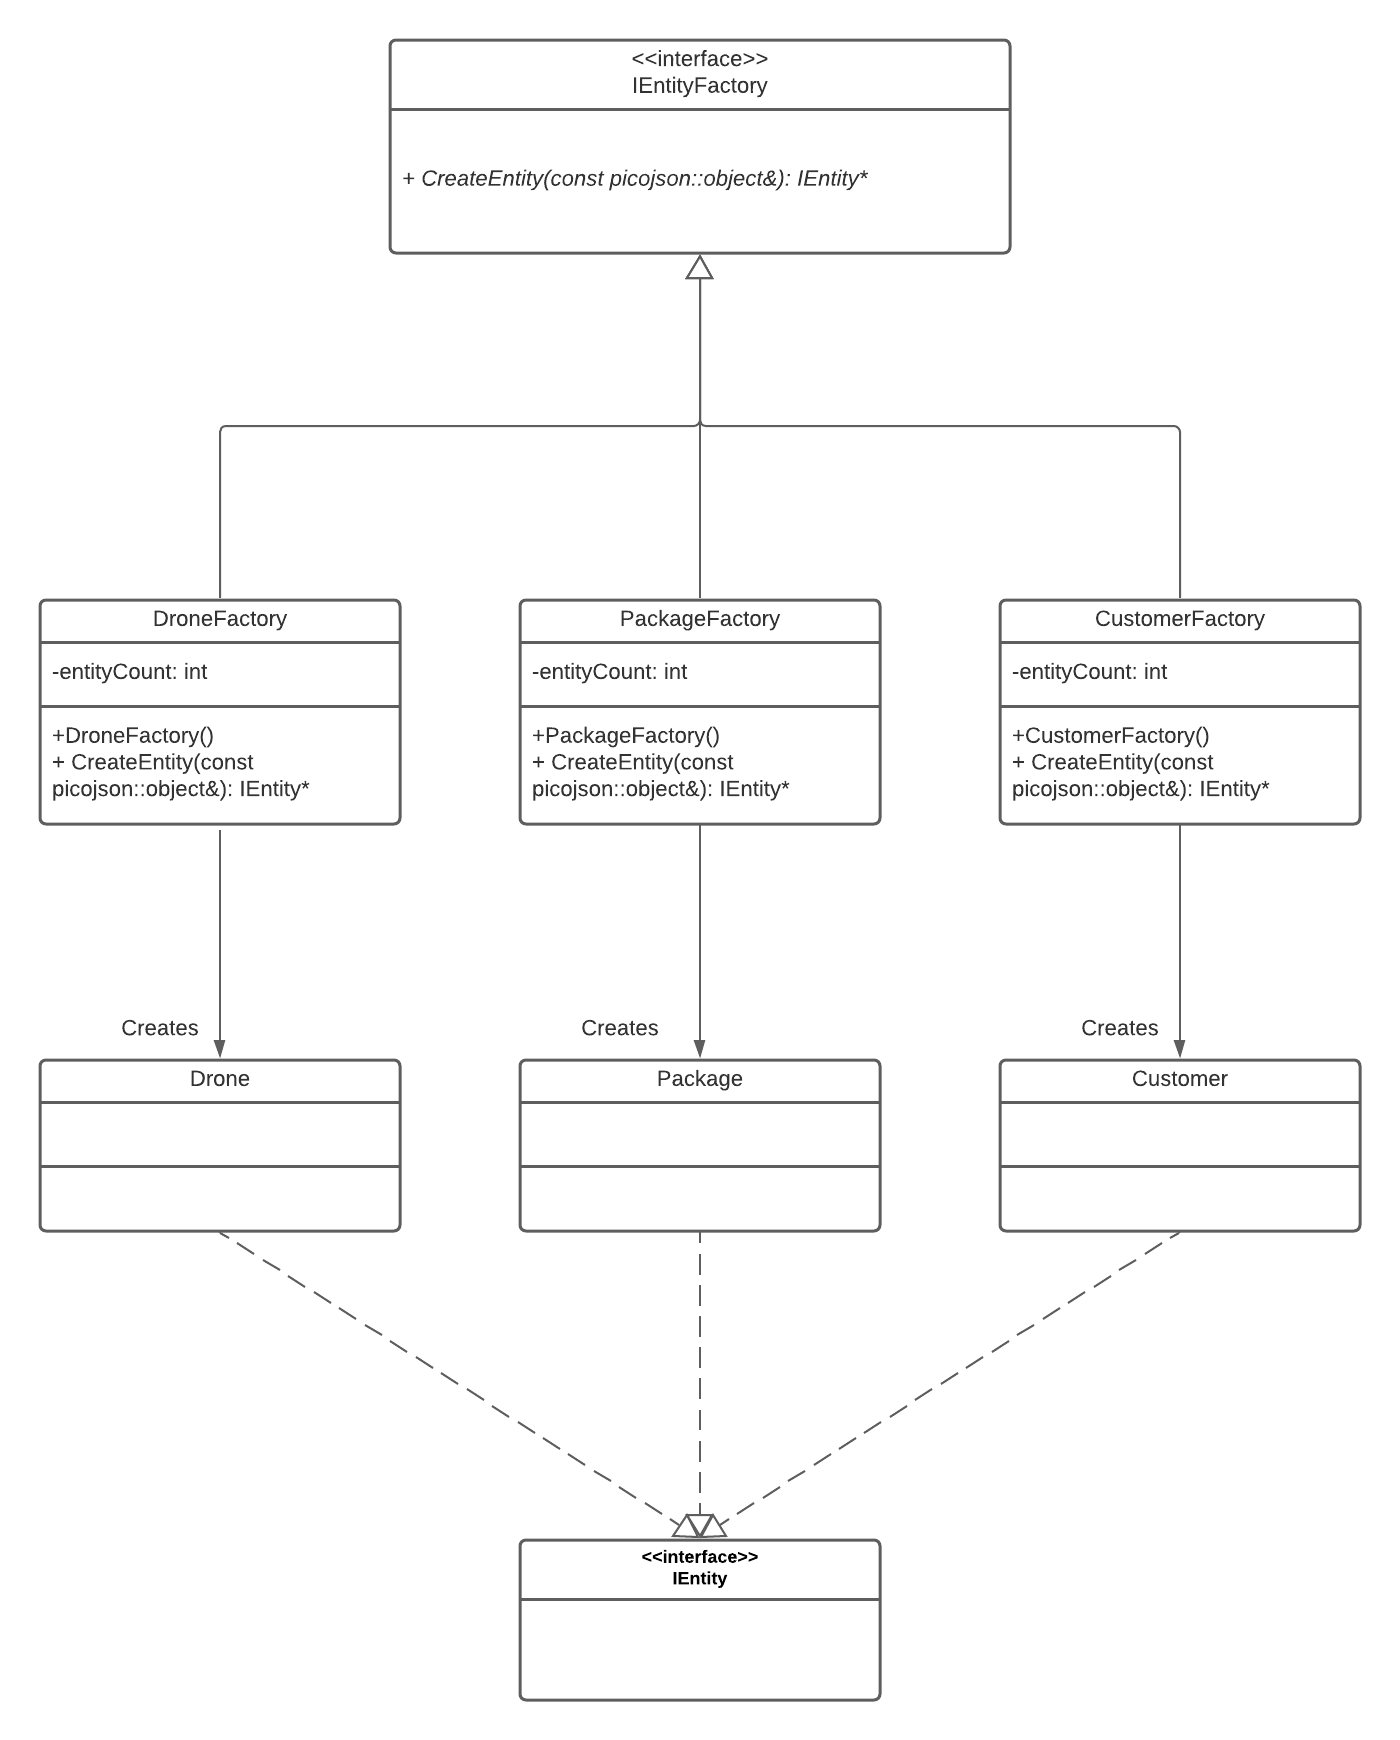 <<interface>>
IEntityFactory
+ CreateEntity(const picojson::object&): IEntity*
DroneFactory
-entityCount: int
+DroneFactory()
+ CreateEntity(const
picojson::object&): IEntity*
PackageFactory
-entityCount: int
+PackageFactory()
+ CreateEntity(const
picojson::object&): IEntity*
CustomerFactory
-entityCount: int
+CustomerFactory()
+ CreateEntity(const
picojson::object&): IEntity*
Creates
Creates
Creates
Drone
Package
Customer
<<interface>>
IEntity